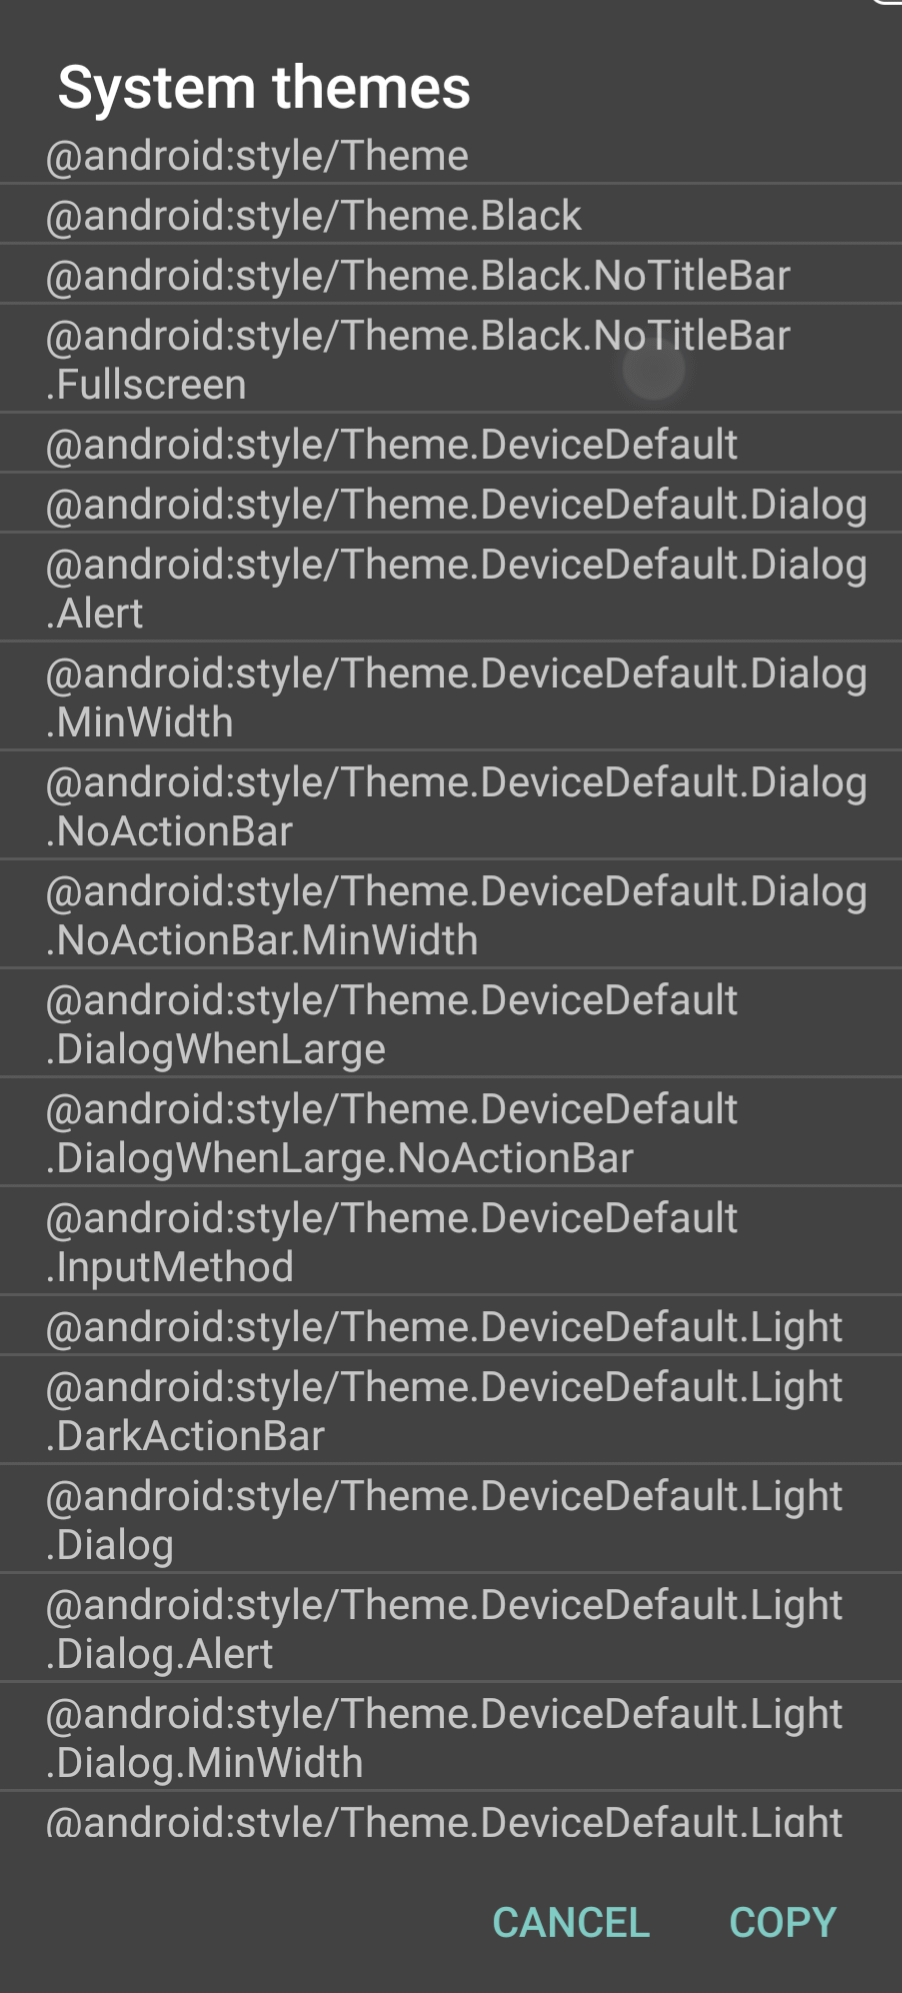 System themes
@android:style/Theme
@android:style/Theme.Black
@android:style/Theme.Black.NoTitleBar
@android:style/Theme.Black.NoTitleBar
.Fullscreen
@android:style/Theme.DeviceDefault
@android:style/Theme.DeviceDefault.Dialog
@android:style/Theme.DeviceDefault.Dialog
.Alert
@android:style/Theme.DeviceDefault.Dialog
.MinWidth
@android:style/Theme.DeviceDefault.Dialog
.NoActionBar
@android:style/Theme.DeviceDefault.Dialog
.NoActionBar.MinWidth
@android:style/Theme.DeviceDefault
.DialogWhenLarge
@android:style/Theme.DeviceDefault
.DialogWhenLarge.NoActionBar
@android:style/Theme.DeviceDefault
.InputMethod
@android:style/Theme.DeviceDefault.Light
@android:style/Theme.DeviceDefault.Light
.DarkActionBar
@android:style/Theme.DeviceDefault.Light
.Dialog
@android:style/Theme.DeviceDefault.Light
.Dialog.Alert
@android:style/Theme.DeviceDefault.Light
.Dialog.MinWidth
@android:style/Theme.DeviceDefault.Light
CANCEL COPY